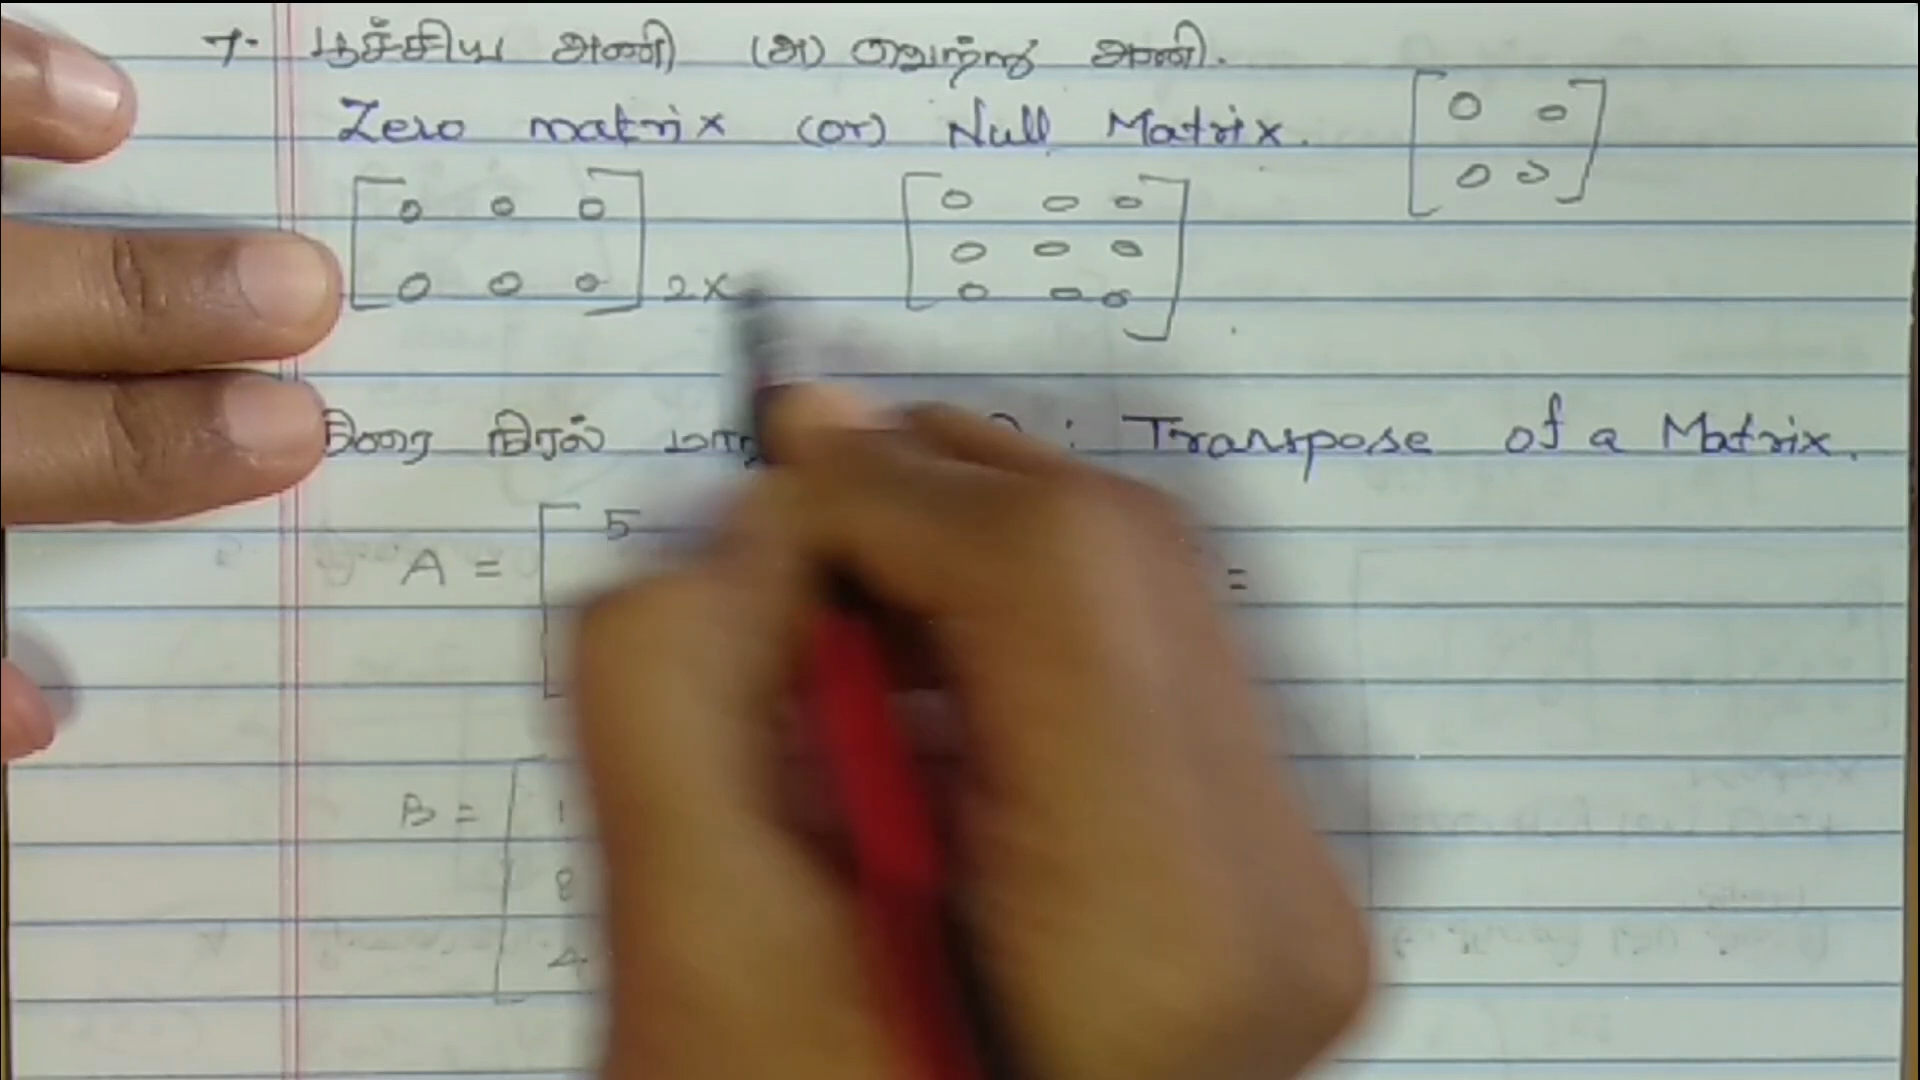 7. பூச்சிய அணி (அ) வெற்று அணி.
Zero matrix (or) Null Matrix.
[0 0
0 0]
[0 0 0
0 0 0] 2x
[0 0 0
0 0 0
0 0 0]
நிரை நிரல் : Transpose of a Matrix.
A = [5 =
B = [1
8
4